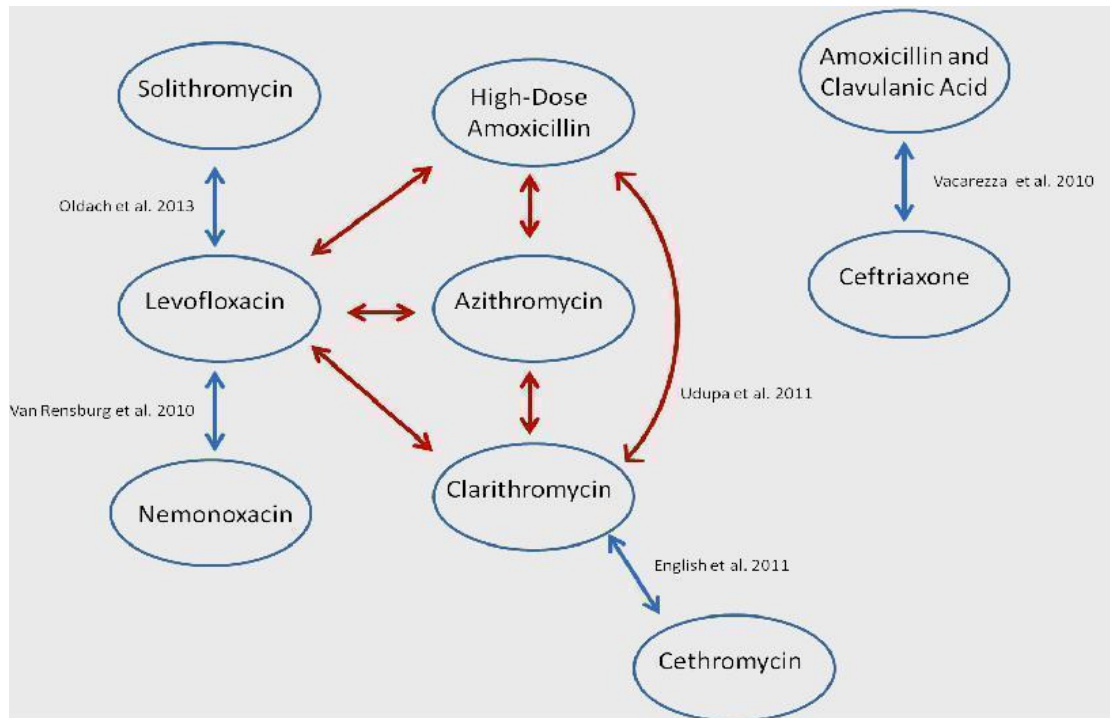 Solithromycin
High-Dose
Amoxicillin
Amoxicillin and
Clavulanic Acid
Oldach et al. 2013
Vacarezza et al. 2010
Levofloxacin
Azithromycin
Ceftriaxone
Van Rensburg et al. 2010
Udupa et al. 2011
Nemonoxacin
Clarithromycin
English et al. 2011
Cethromycin